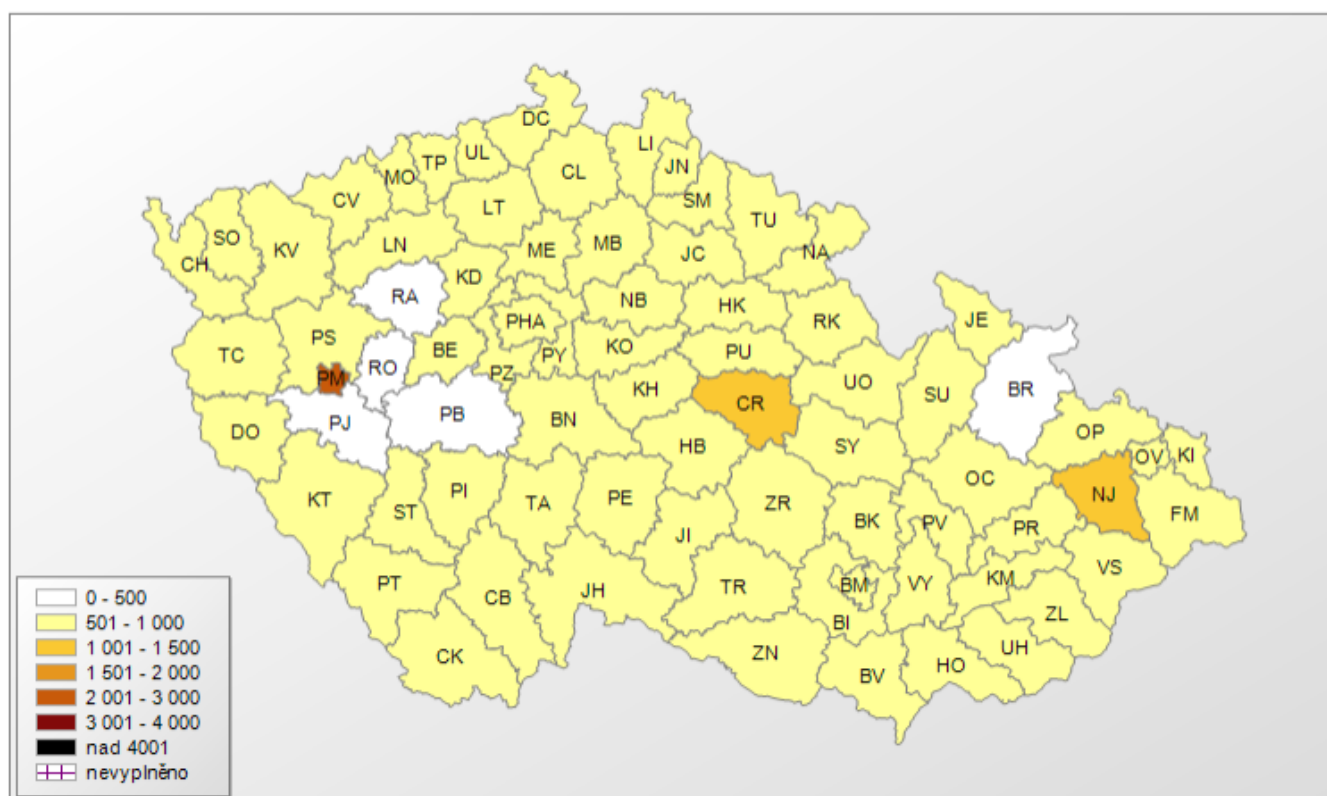 DC
LI
UL
TP
JN
MO
CL
CV
SM
LT
TU
SO
LN
ME
MB
JC
NA
KV
CH
KD
RA
NB
HK
PHA
RK
JE
PS
BE
KO
PU
TC
RO
PY
PZ
PM
KH
UO
BR
SU
CR
PB
PJ
BN
DO
HB
SY
OP
OV
KI
OC
NJ
KT
ST
PI
TA
PE
ZR
BK
PV
PR
FM
JI
VS
PT
CB
JH
TR
BM
VY
KM
ZL
BI
CK
ZN
BV
HO
UH
0 - 500
501 - 1 000
1 001 - 1 500
1 501 - 2 000
2 001 - 3 000
3 001 - 4 000
nad 4001
nevyplněno